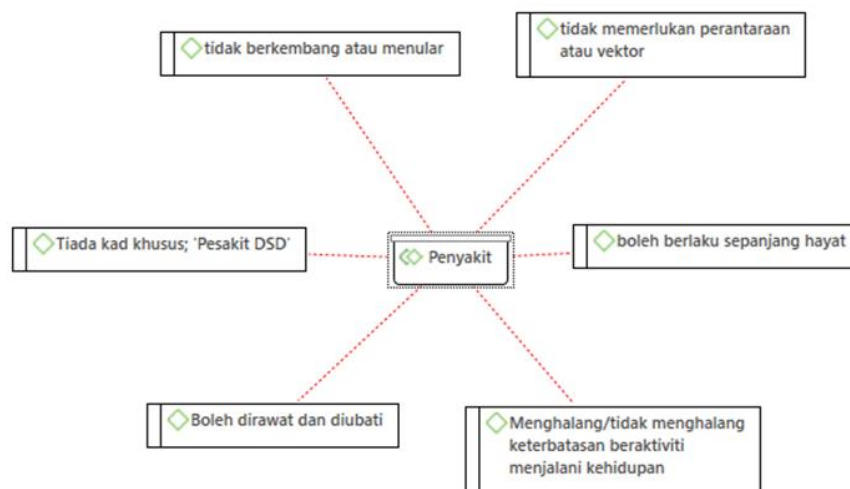 tidak berkembang atau menular
tidak memerlukan perantaraan
atau vektor
Tiada kad khusus; 'Pesakit DSD'
Penyakit
boleh berlaku sepanjang hayat
Boleh dirawat dan diubati
Menghalang/tidak menghalang
keterbatasan beraktiviti
menjalani kehidupan